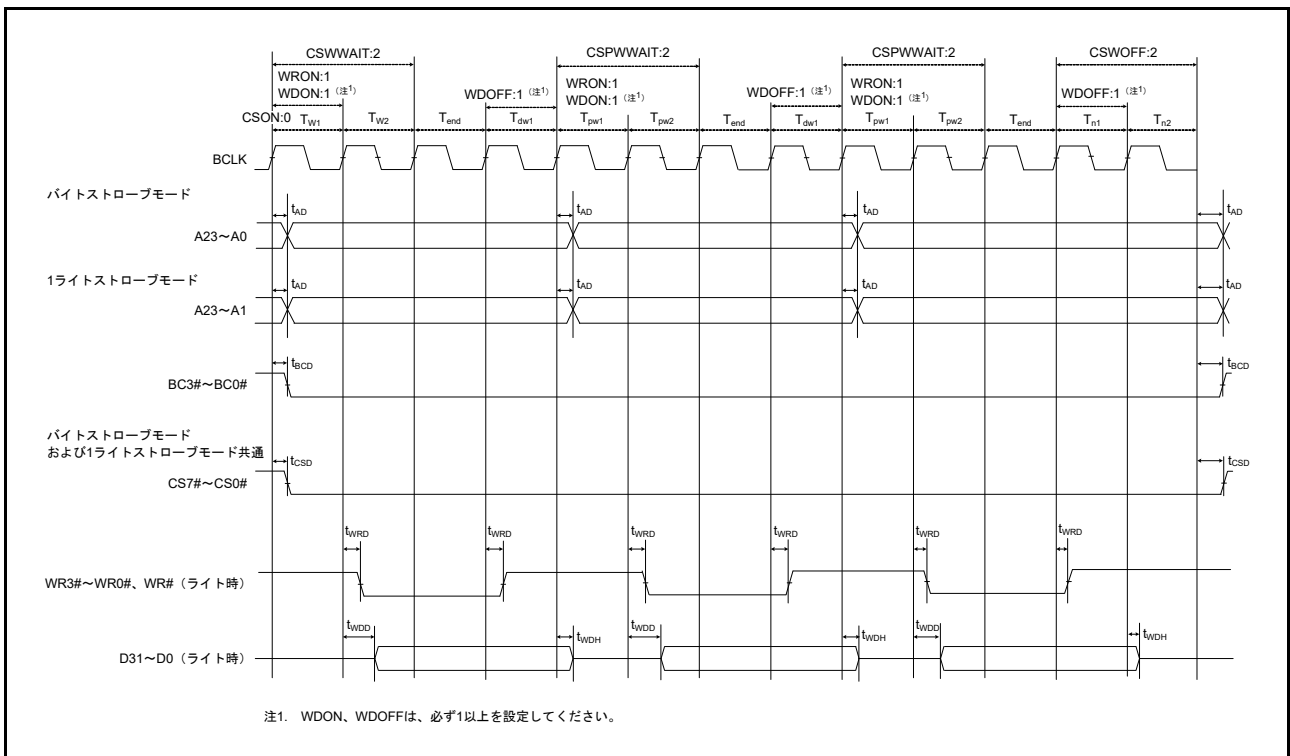 CSWWAIT:2 CSPWWAIT:2 CSPWWAIT:2 CSWOFF:2
WRON:1 WRON:1 WRON:1
WDON:1（注1） WDOFF:1（注1） WDON:1（注1） WDOFF:1（注1） WDON:1（注1） WDOFF:1（注1）
CSON:0 TW1 TW2 Tend Tdw1 Tpw1 Tpw2 Tend Tdw1 Tpw1 Tpw2 Tend Tn1 Tn2
BCLK
バイトストローブモード
tAD tAD tAD tAD
A23～A0
1ライトストローブモード
tAD tAD tAD tAD
A23～A1
tBCD tBCD
BC3#～BC0#
バイトストローブモード
および1ライトストローブモード共通
tCSD tCSD
CS7#～CS0#
tWRD tWRD tWRD tWRD tWRD tWRD
WR3#～WR0#、WR#（ライト時）
tWDD tWDH tWDD tWDH tWDD tWDH
D31～D0（ライト時）
注1. WDON、WDOFFは、必ず1以上を設定してください。